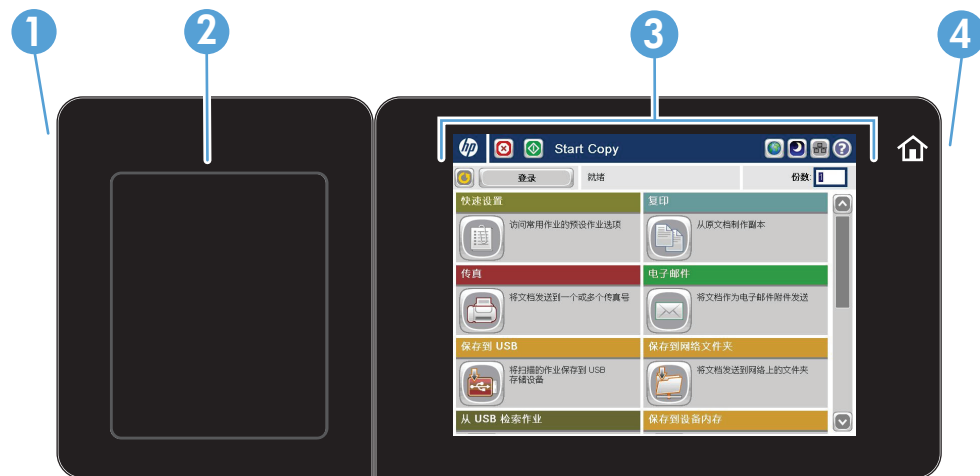 1
2
3
4
hp
Start Copy
?
登录
就绪
份数:
1
快速设置
复印
访问常用作业的预设作业选项
从原文档制作副本
传真
电子邮件
将文档发送到一个或多个传真号
将文档作为电子邮件附件发送
保存到 USB
保存到网络文件夹
将扫描的作业保存到 USB
存储设备
将文档发送到网络上的文件夹
从 USB 检索作业
保存到设备内存